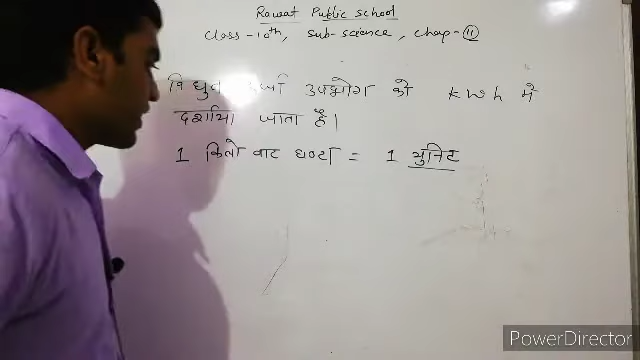 Rawat Public school
class-10th, sub-science, chap-11
विद्युत ऊर्जा उपभोग को kwh मे
दर्शाया जाता है।
1 किलो वाट घण्टा = 1 युनिट
PowerDirector